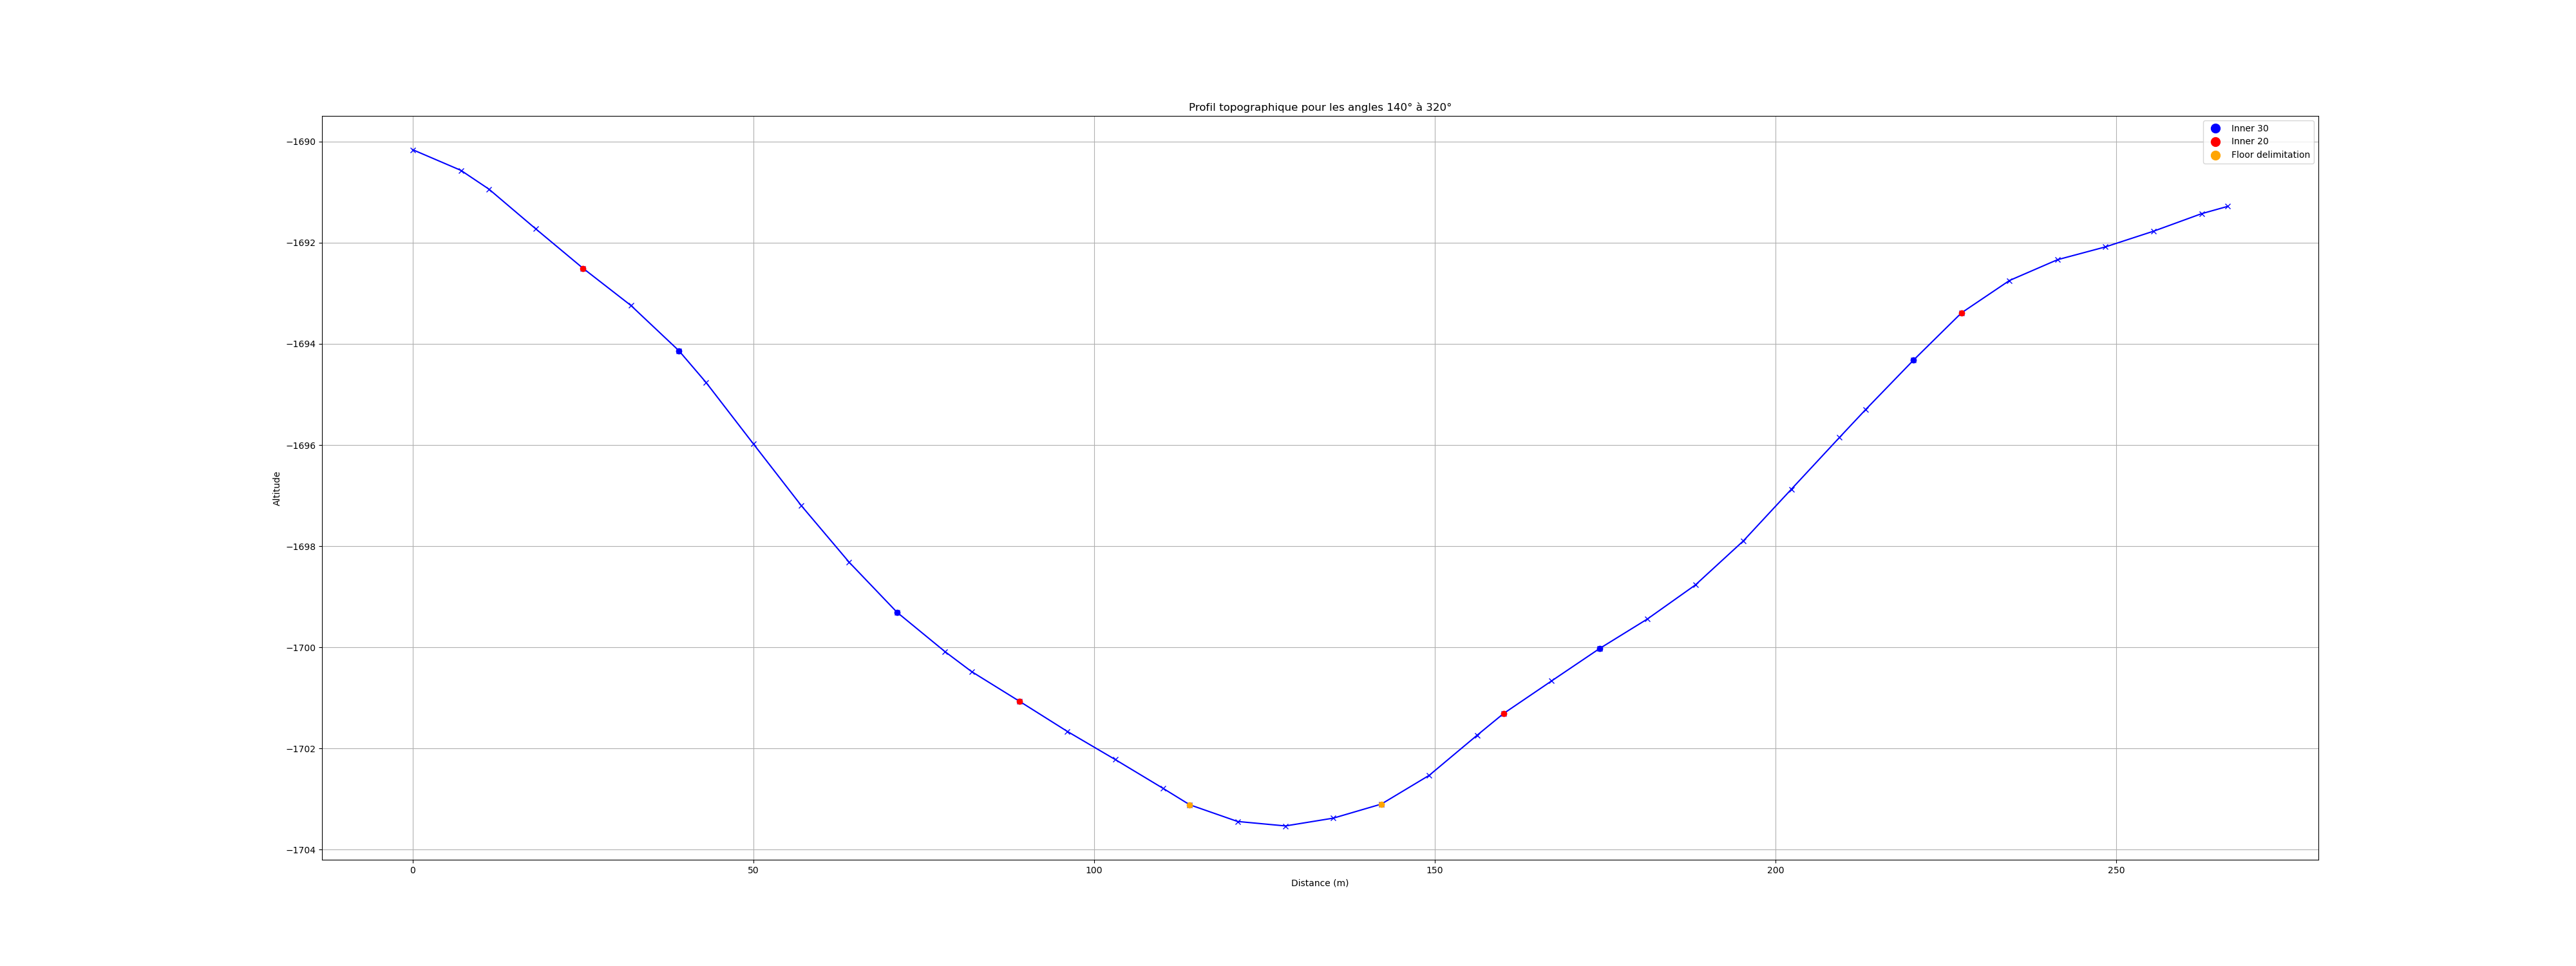 Profil topographique pour les angles 140° à 320°
Inner 30
Inner 20
Floor delimitation
−1690
−1692
−1694
−1696
−1698
−1700
−1702
−1704
Altitude
0
50
100
150
200
250
Distance (m)